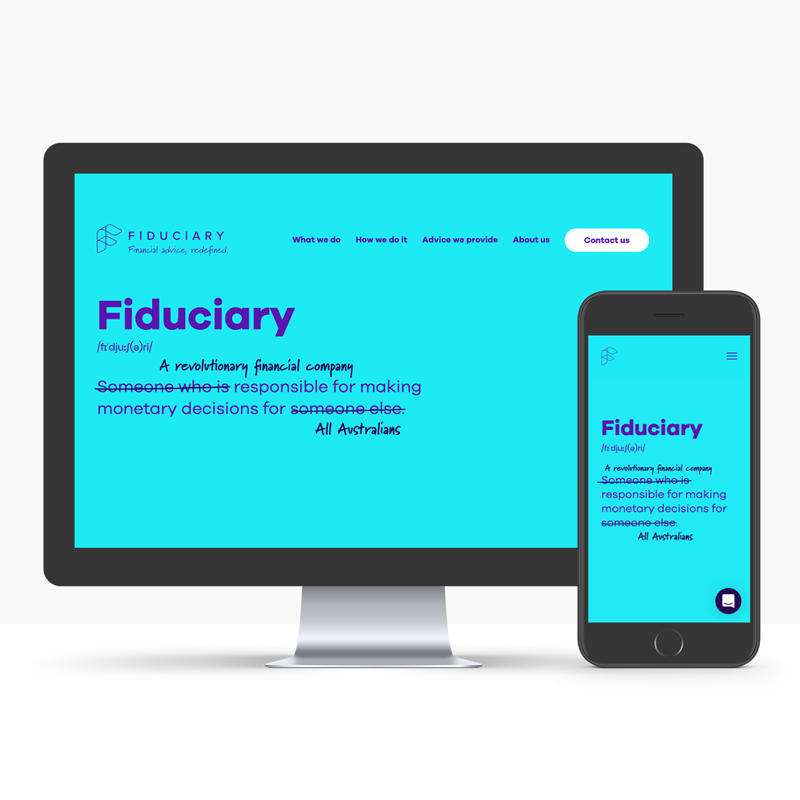 FIDUCIARY
Financial advice, redefined.
What we do How we do it Advice we provide About us Contact us
Fiduciary
/fɪˈdjuːʃ(ə)ri/
A revolutionary financial company
Someone who is responsible for making
monetary decisions for someone else.
All Australians
Fiduciary
/fɪˈdjuːʃ(ə)ri/
A revolutionary financial company
Someone who is
responsible for making
monetary decisions for
someone else.
All Australians